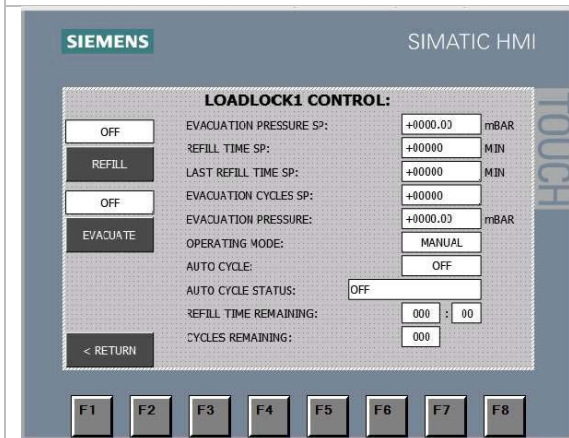 SIEMENS
SIMATIC HMI
TOUCH
LOADLOCK1 CONTROL:
OFF
REFILL
OFF
EVACUATE
< RETURN
EVACUATION PRESSURE SP: +0000.00 mBAR
REFILL TIME SP: +00000 MIN
LAST REFILL TIME SP: +00000 MIN
EVACUATION CYCLES SP: +00000
EVACUATION PRESSURE: +0000.00 mBAR
OPERATING MODE: MANUAL
AUTO CYCLE: OFF
AUTO CYCLE STATUS: OFF
REFILL TIME REMAINING: 000 : 00
CYCLES REMAINING: 000
F1 F2 F3 F4 F5 F6 F7 F8